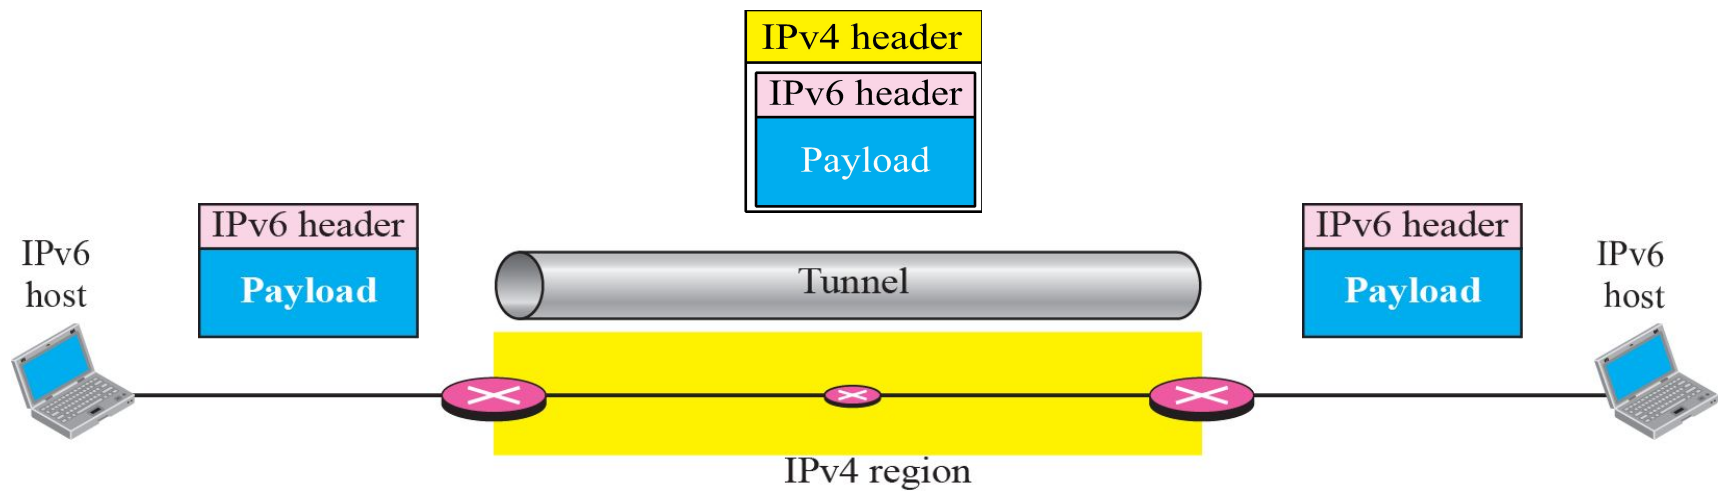 IPv4 header
IPv6 header
Payload
IPv6 header
Payload
IPv6
host
Tunnel
IPv6 header
Payload
IPv6
host
IPv4 region